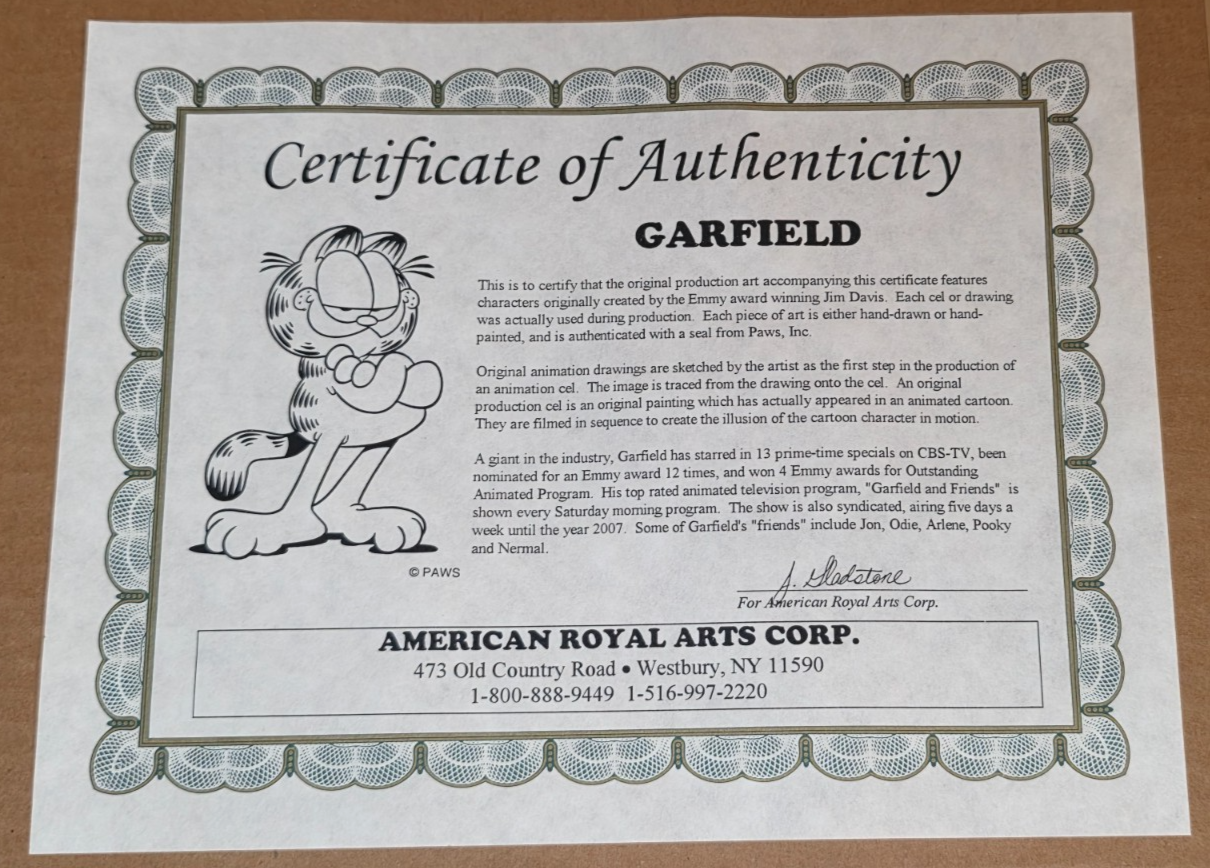 Certificate of Authenticity
GARFIELD
This is to certify that the original production art accompanying this certificate features
characters originally created by the Emmy award winning Jim Davis. Each cel or drawing
was actually used during production. Each piece of art is either hand-drawn or hand-
painted, and is authenticated with a seal from Paws, Inc.
Original animation drawings are sketched by the artist as the first step in the production of
an animation cel. The image is traced from the drawing onto the cel. An original
production cel is an original painting which has actually appeared in an animated cartoon.
They are filmed in sequence to create the illusion of the cartoon character in motion.
A giant in the industry, Garfield has starred in 13 prime-time specials on CBS-TV, been
nominated for an Emmy award 12 times, and won 4 Emmy awards for Outstanding
Animated Program. His top rated animated television program, "Garfield and Friends" is
shown every Saturday morning program. The show is also syndicated, airing five days a
week until the year 2007. Some of Garfield's "friends" include Jon, Odie, Arlene, Pooky
and Nermal.
© PAWS
J. Gladstone
For American Royal Arts Corp.
AMERICAN ROYAL ARTS CORP.
473 Old Country Road • Westbury, NY 11590
1-800-888-9449 1-516-997-2220